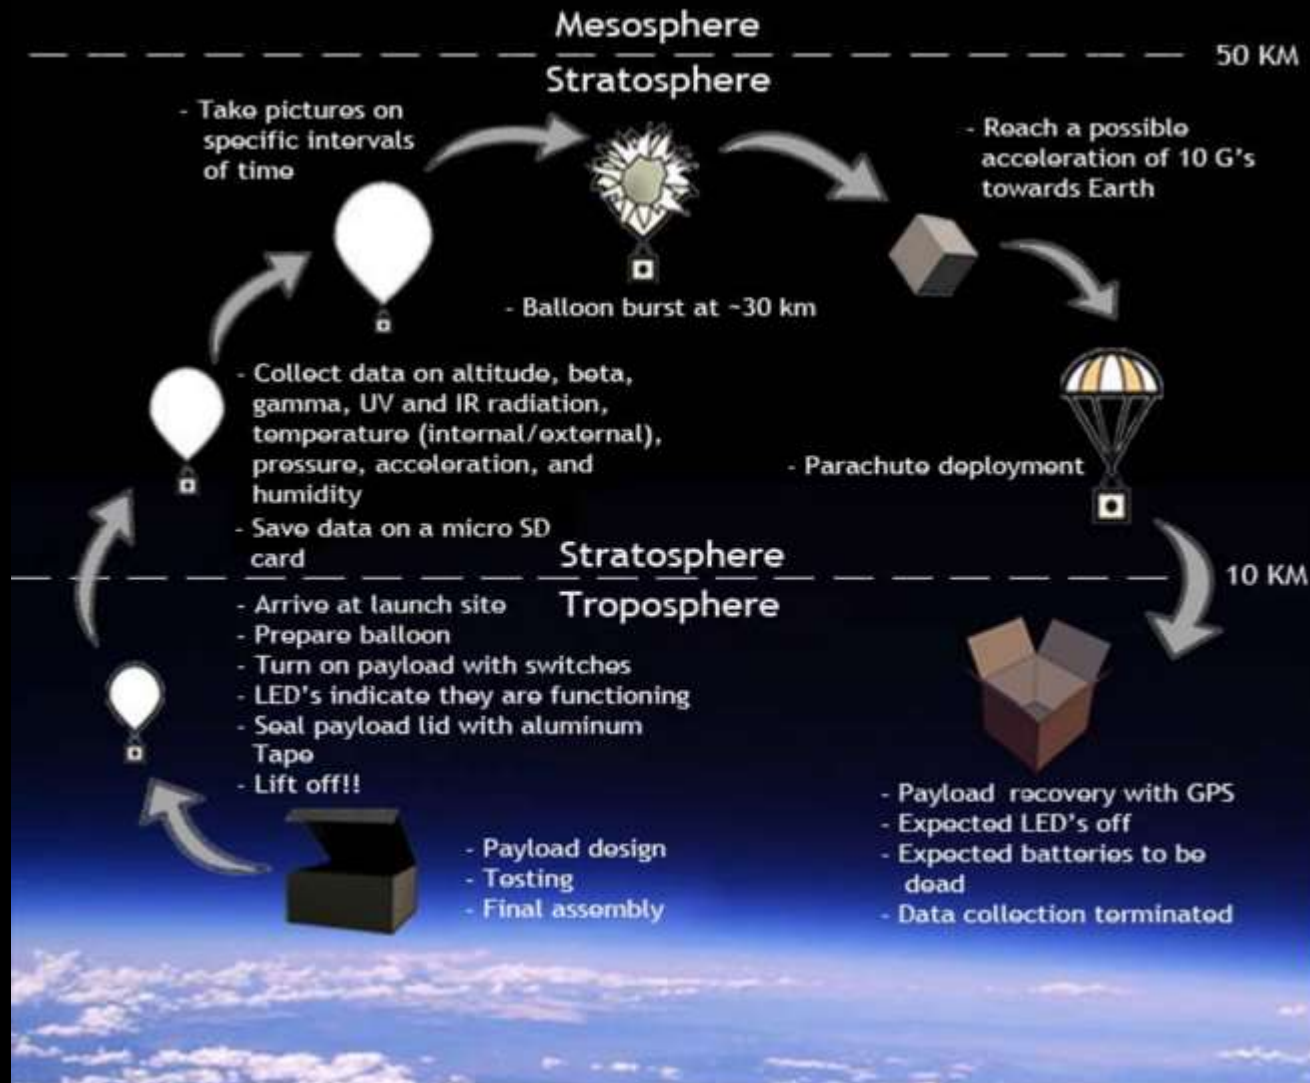 Mesosphere
50 KM
Stratosphere
- Take pictures on
specific intervals
of time
- Reach a possible
acceleration of 10 G's
towards Earth
- Balloon burst at ~30 km
- Collect data on altitude, beta,
gamma, UV and IR radiation,
temperature (internal/external),
pressure, acceleration, and
humidity
- Save data on a micro SD
card
- Parachute deployment
Stratosphere
10 KM
Troposphere
- Arrive at launch site
- Prepare balloon
- Turn on payload with switches
- LED's indicate they are functioning
- Seal payload lid with aluminum
Tape
- Lift off!!
- Payload design
- Testing
- Final assembly
- Payload recovery with GPS
- Expected LED's off
- Expected batteries to be
dead
- Data collection terminated